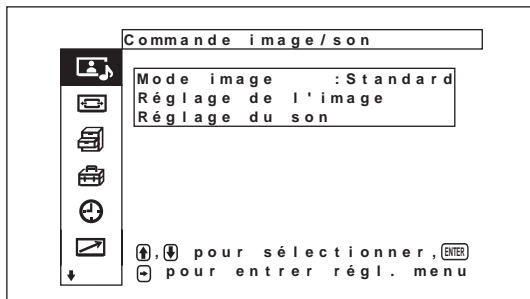 Commande image/son
Mode image :Standard
Réglage de l'image
Réglage du son
, pour sélectionner, ENTER
pour entrer régl. menu